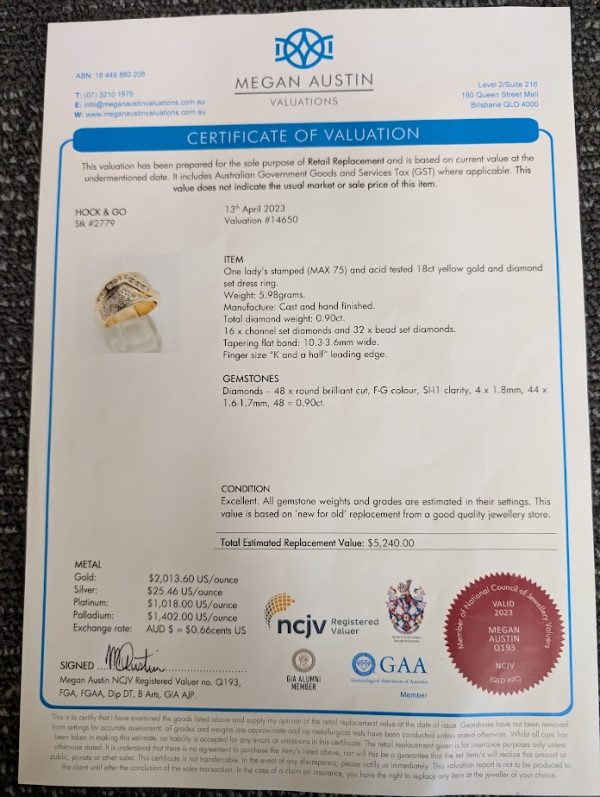 ABN: 18 449 880 208
T: (07) 3210 1975
E: info@meganaustinvaluations.com.au
W: www.meganaustinvaluations.com.au
MEGAN AUSTIN
VALUATIONS
Level 2/Suite 216
180 Queen Street Mall
Brisbane QLD 4000
CERTIFICATE OF VALUATION
This valuation has been prepared for the sole purpose of Retail Replacement and is based on current value at the
undermentioned date. It includes Australian Government Goods and Services Tax (GST) where applicable. This
value does not indicate the usual market or sale price of this item.
HOCK & GO
Stk #2779
13th April 2023
Valuation #14650
ITEM
One lady's stamped (MAX 75) and acid tested 18ct yellow gold and diamond
set dress ring.
Weight: 5.98grams.
Manufacture: Cast and hand finished.
Total diamond weight: 0.90ct.
16 x channel set diamonds and 32 x bead set diamonds.
Tapering flat band: 10.3-3.6mm wide.
Finger size "K and a half" leading edge.
GEMSTONES
Diamonds – 48 x round brilliant cut, F-G colour, SI-I1 clarity, 4 x 1.8mm, 44 x
1.6-1.7mm, 48 = 0.90ct.
CONDITION
Excellent. All gemstone weights and grades are estimated in their settings. This
value is based on 'new for old' replacement from a good quality jewellery store.
Total Estimated Replacement Value: $5,240.00
METAL
Gold: $2,013.60 US/ounce
Silver: $25.46 US/ounce
Platinum: $1,018.00 US/ounce
Palladium: $1,402.00 US/ounce
Exchange rate: AUD $ = $0.66cents US
SIGNED
Megan Austin NCJV Registered Valuer no. Q193,
FGA, FGAA, Dip DT, B Arts, GIA AJP.
ncjv Registered
Valuer
GIA ALUMNI
MEMBER
GAA
Gemmological Association of Australia
Member
Member of National Council of Jewellery Valuers
VALID
2023
MEGAN
AUSTIN
Q193
NCJV
(QLD INC)
This is to certify that I have examined the goods listed above and supply my opinion of the retail replacement value at the date of issue. Gemstones have not been removed
from settings for accurate assessment, all grades and weights are approximate and no metallurgical tests have been conducted unless stated otherwise. Whilst all care has
been taken in making this estimate, no liability is accepted for any errors or omissions in this certificate. The retail replacement given is for insurance purposes only unless
otherwise stated. It is understood that there is no agreement to purchase the item/s listed above, nor will this be a guarantee that the set item/s will realise this amount at
public, private or other sales. This certificate is not transferrable. In the event of any discrepancy, please notify us immediately. This valuation report is not to be produced to
the client until after the conclusion of the sales transaction. In the case of a claim on insurance, you have the right to replace any item at the jeweller of your choice.